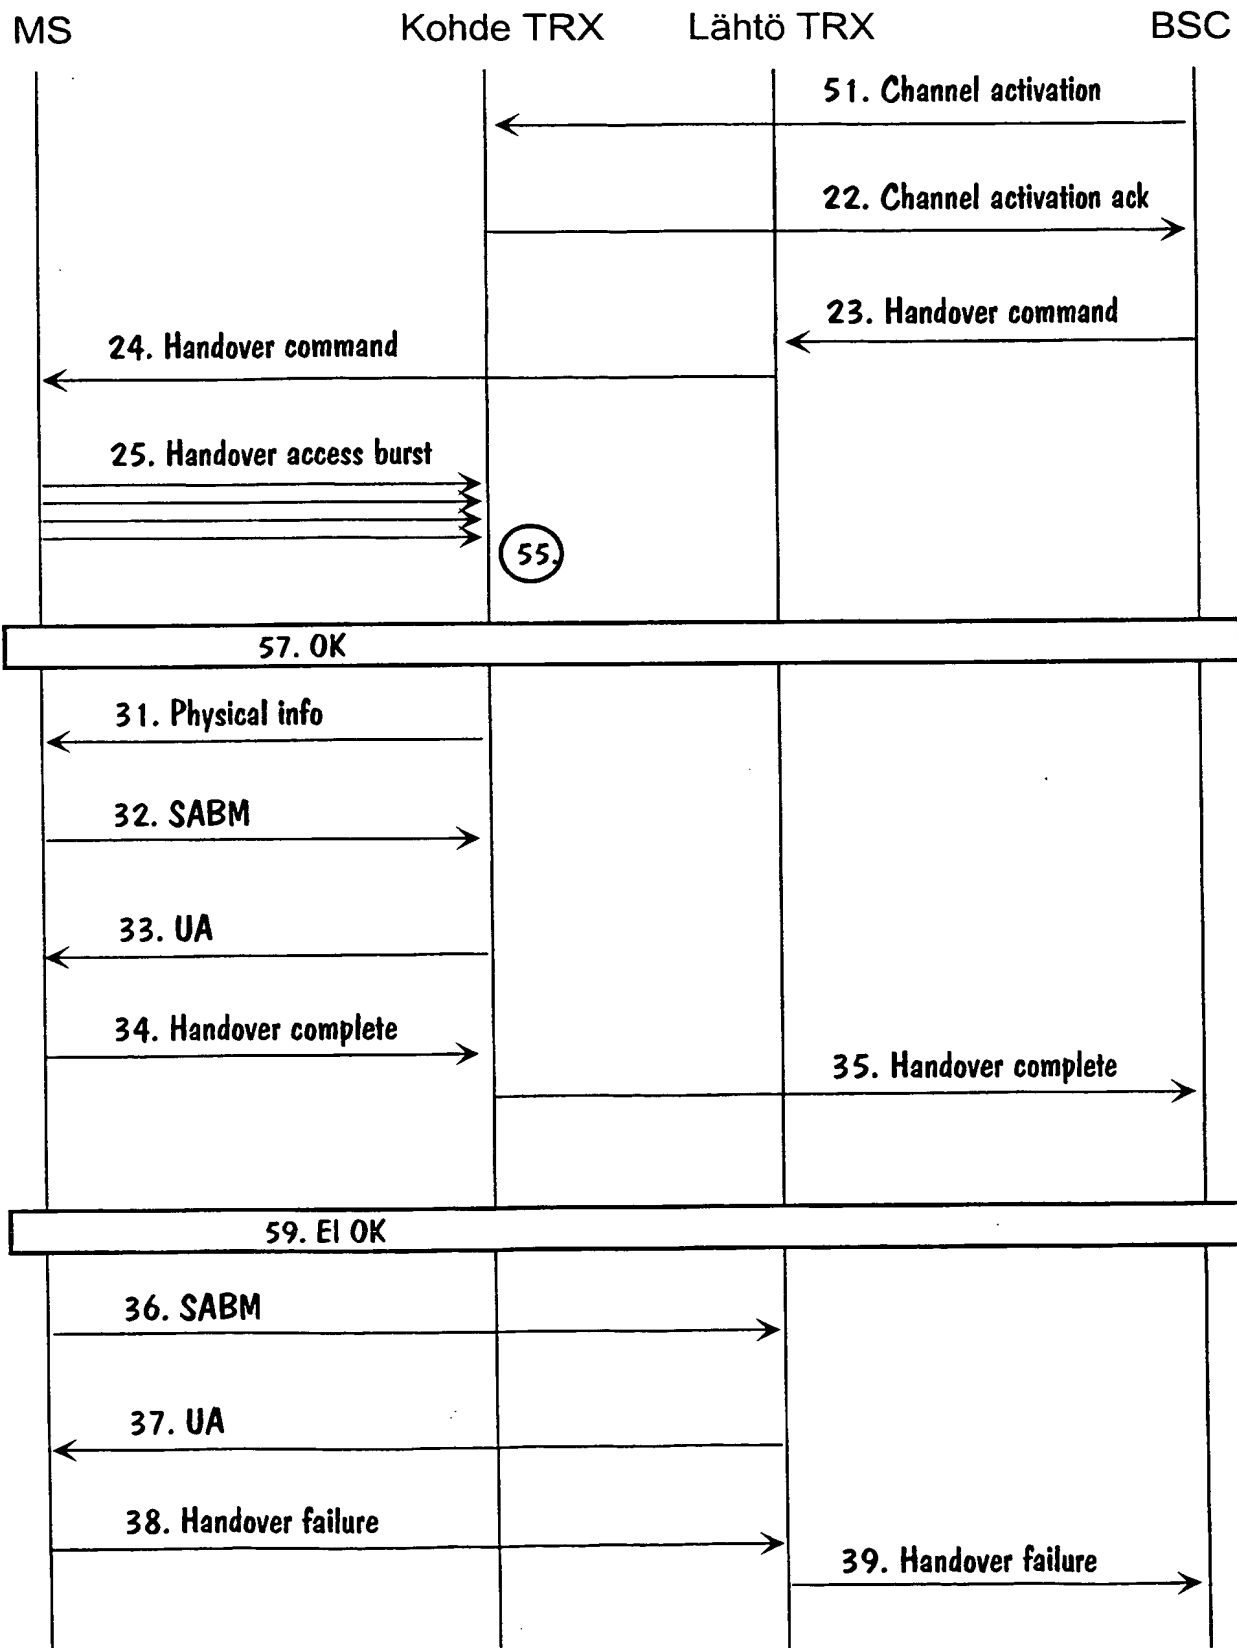 MS Kohde TRX Lähtö TRX BSC
51. Channel activation
22. Channel activation ack
23. Handover command
24. Handover command
25. Handover access burst
55.
57. OK
31. Physical info
32. SABM
33. UA
34. Handover complete
35. Handover complete
59. EI OK
36. SABM
37. UA
38. Handover failure
39. Handover failure